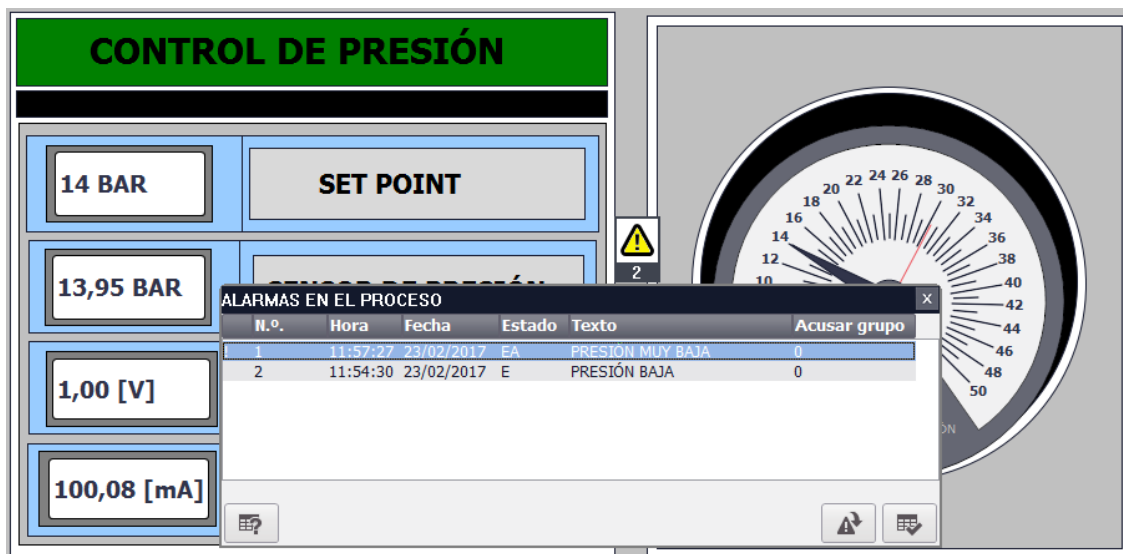 CONTROL DE PRESIÓN
14 BAR
SET POINT
13,95 BAR
SENSOR DE PRESIÓN
1,00 [V]
100,08 [mA]
2
ALARMAS EN EL PROCESO
X
N.º. Hora Fecha Estado Texto Acusar grupo
! 1 11:57:27 23/02/2017 EA PRESIÓN MUY BAJA 0
2 11:54:30 23/02/2017 E PRESIÓN BAJA 0
?
10
12
14
16
18
20
22
24
26
28
30
32
34
36
38
40
42
44
46
48
50